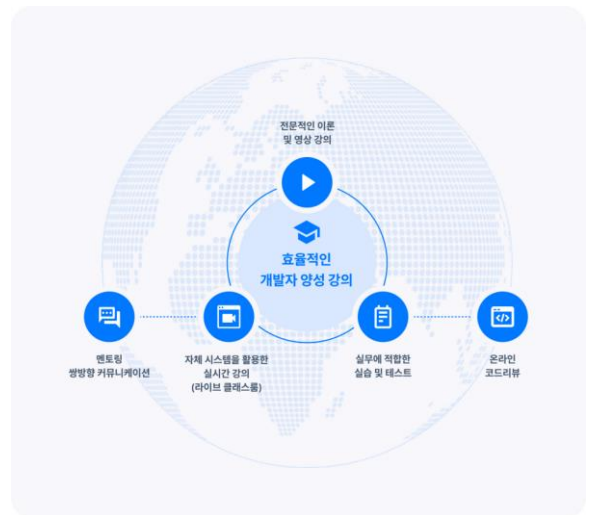 전문적인 이론
및 영상 강의
효율적인
개발자 양성 강의
멘토링
쌍방향 커뮤니케이션
자체 시스템을 활용한
실시간 강의
(라이브 클래스룸)
실무에 적합한
실습 및 테스트
온라인
코드리뷰